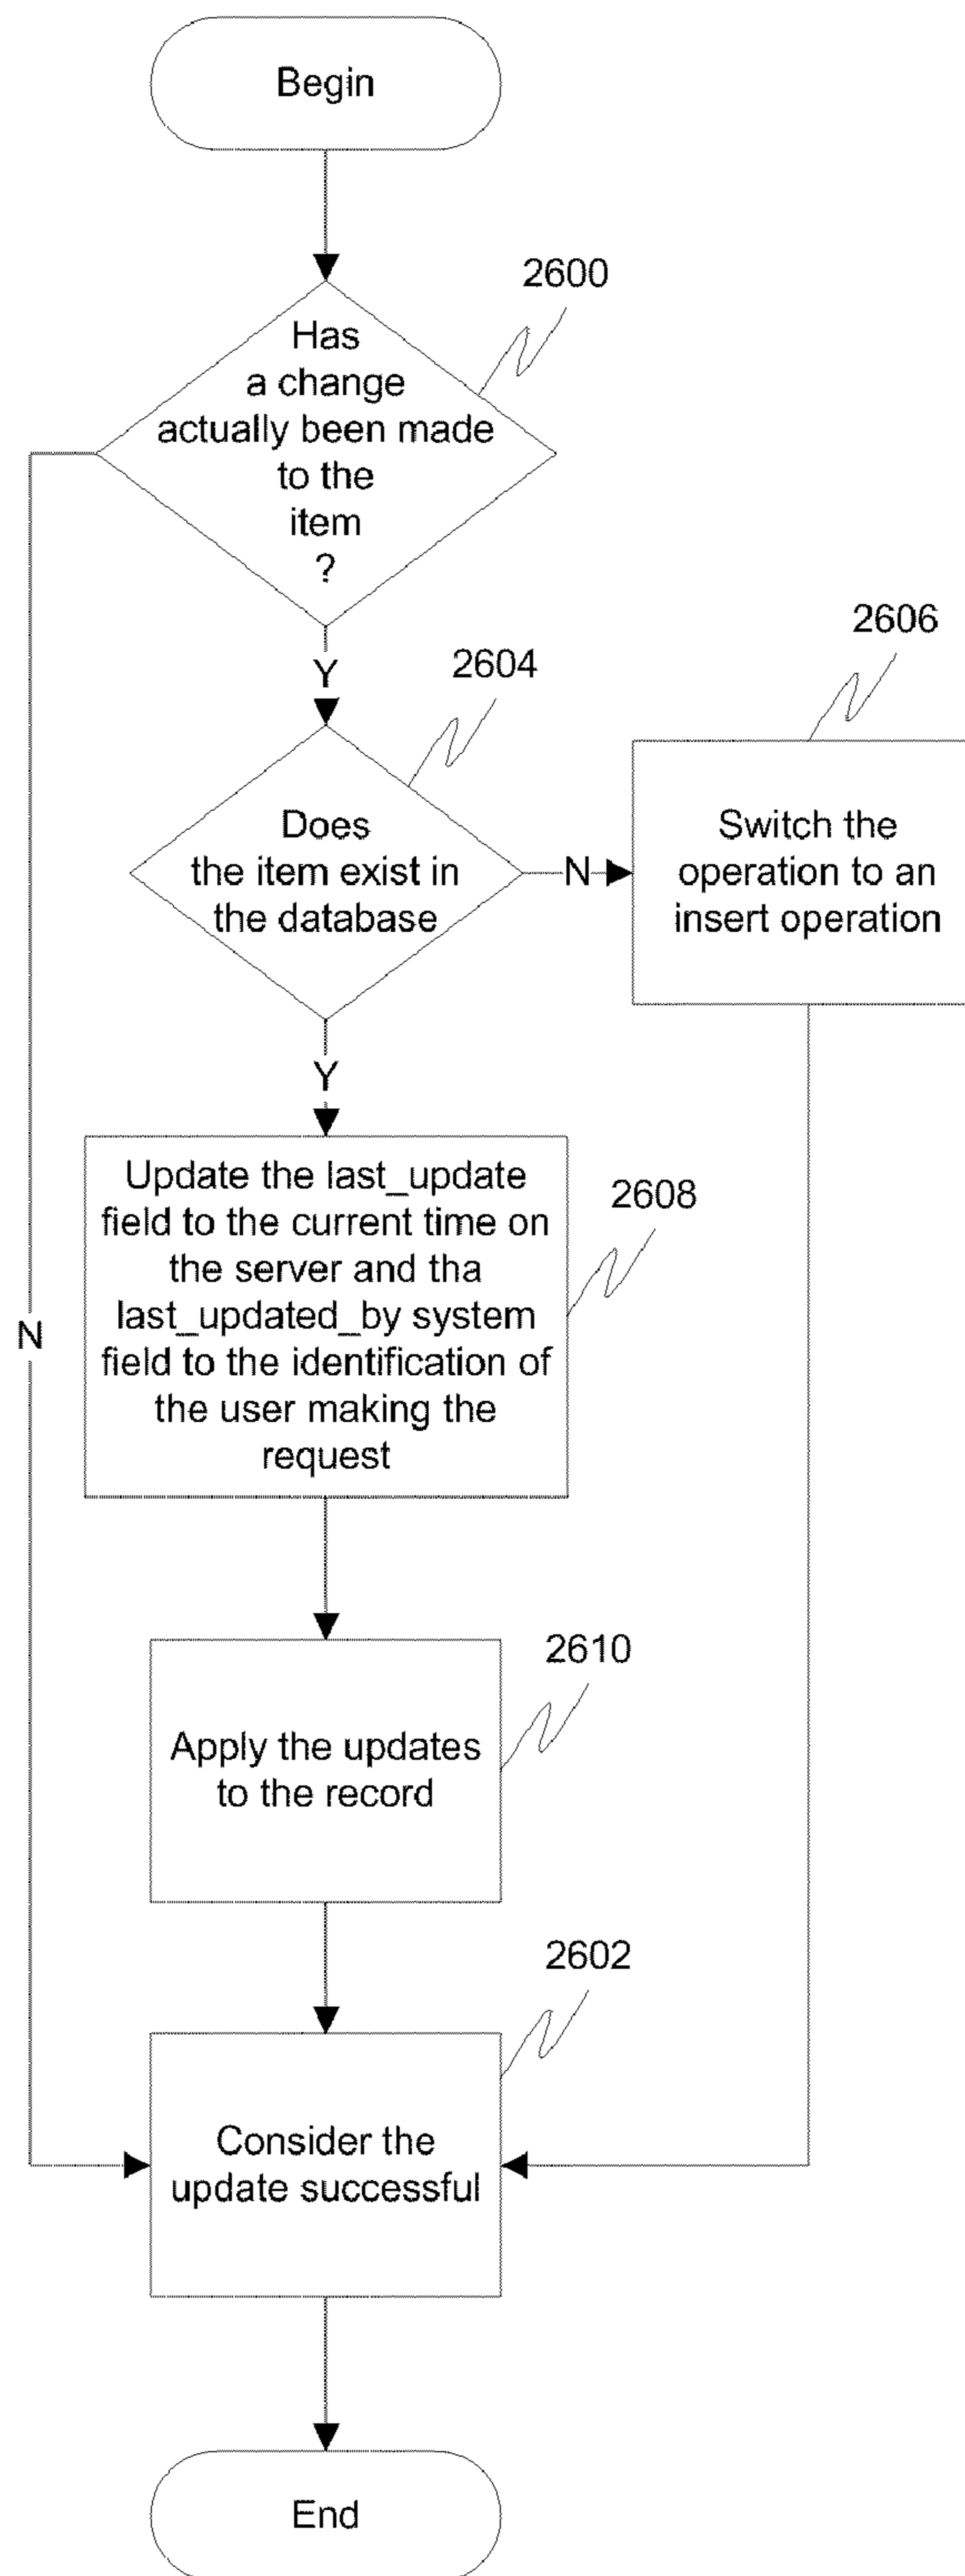 Begin
2600
Has
a change
actually been made
to the
item
?
Y
2604
2606
Does
the item exist in
the database
N
Switch the
operation to an
insert operation
Y
Update the last_update
field to the current time on
the server and tha
last_updated_by system
field to the identification of
the user making the
request
2608
N
2610
Apply the updates
to the record
2602
Consider the
update successful
End